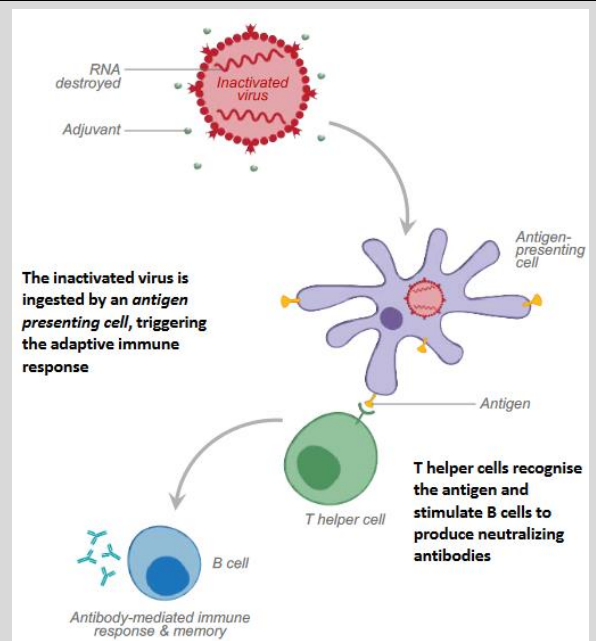 RNA
destroyed
Inactivated
virus
Adjuvant
Antigen-
presenting
cell
The inactivated virus is
ingested by an antigen
presenting cell, triggering
the adaptive immune
response
Antigen
T helper cells recognise
the antigen and
stimulate B cells to
produce neutralizing
antibodies
T helper cell
B cell
Antibody-mediated immune
response & memory